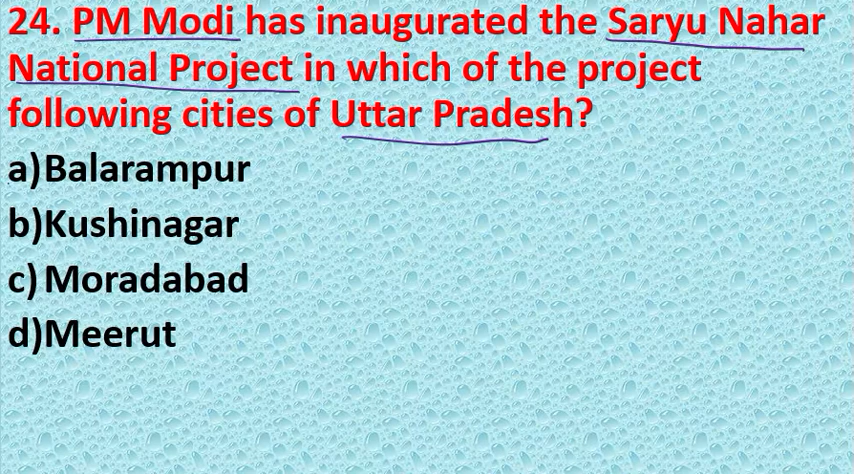 24. PM Modi has inaugurated the Saryu Nahar
National Project in which of the project
following cities of Uttar Pradesh?
a)Balarampur
b)Kushinagar
c) Moradabad
d)Meerut